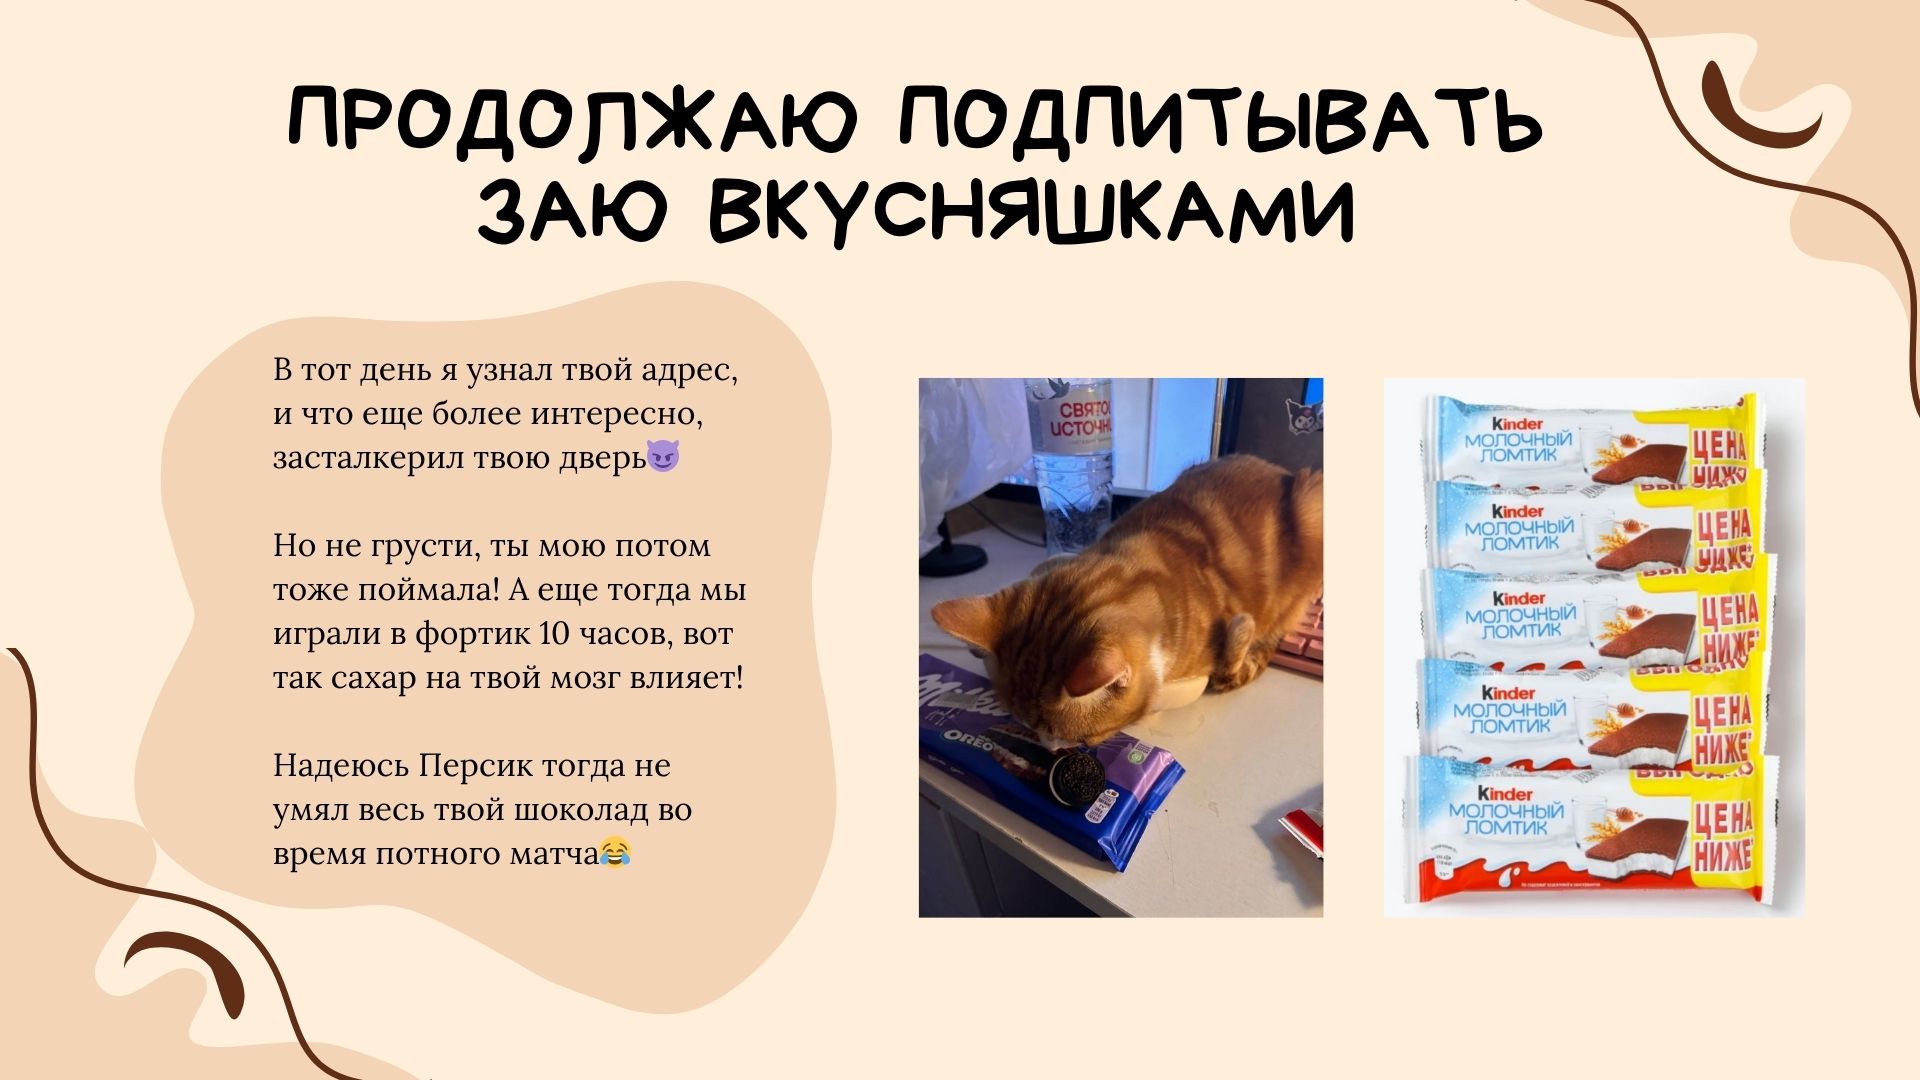 ПРОДОЛЖАЮ ПОДПИТЫВАТЬ
ЗАЮ ВКУСНЯШКАМИ
В тот день я узнал твой адрес,
и что еще более интересно,
засталкерил твою дверь😈
Но не грусти, ты мою потом
тоже поймала! А еще тогда мы
играли в фортик 10 часов, вот
так сахар на твой мозг влияет!
Надеюсь Персик тогда не
умял весь твой шоколад во
время потного матча😂
СВЯТО
ИСТОЧН
Milka
OREO
Kinder
МОЛОЧНЫЙ
ЛОМТИК
ЦЕНА
НИЖЕ
Kinder
МОЛОЧНЫЙ
ЛОМТИК
ЦЕНА
НИЖЕ
Kinder
МОЛОЧНЫЙ
ЛОМТИК
ЦЕНА
НИЖЕ
Kinder
МОЛОЧНЫЙ
ЛОМТИК
ЦЕНА
НИЖЕ
Kinder
МОЛОЧНЫЙ
ЛОМТИК
ЦЕНА
НИЖЕ